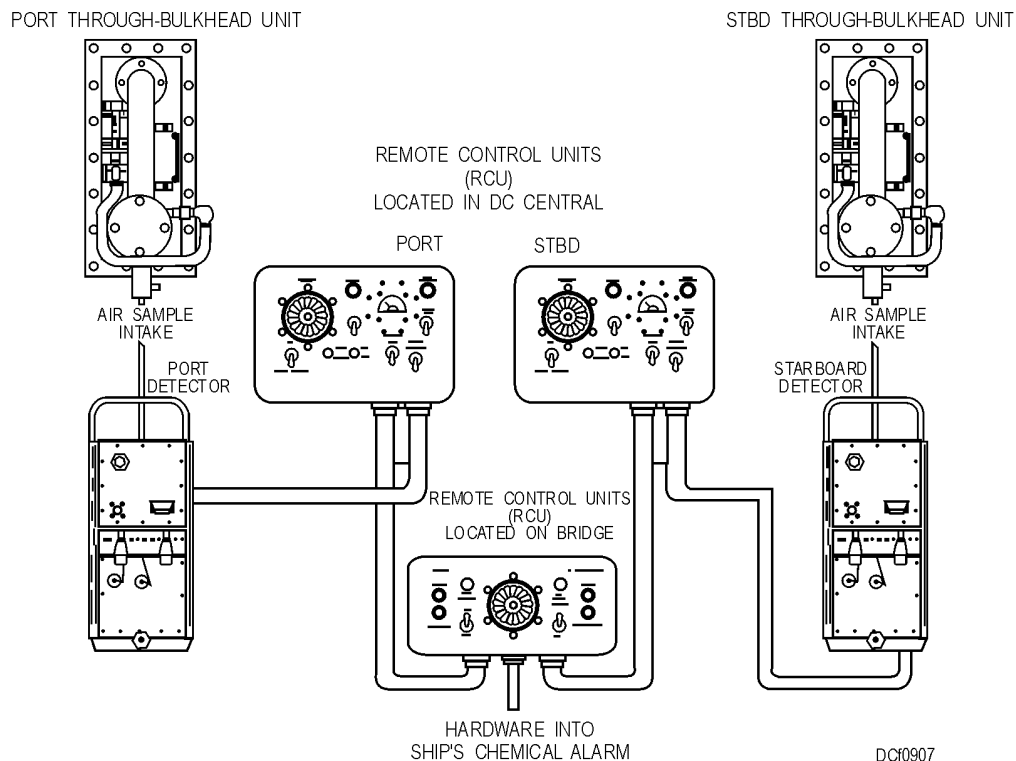 PORT THROUGH-BULKHEAD UNIT
STBD THROUGH-BULKHEAD UNIT
REMOTE CONTROL UNITS
(RCU)
LOCATED IN DC CENTRAL
PORT
STBD
AIR SAMPLE
INTAKE
AIR SAMPLE
INTAKE
PORT
DETECTOR
STARBOARD
DETECTOR
REMOTE CONTROL UNITS
(RCU)
LOCATED ON BRIDGE
HARDWARE INTO
SHIP'S CHEMICAL ALARM
DCf0907